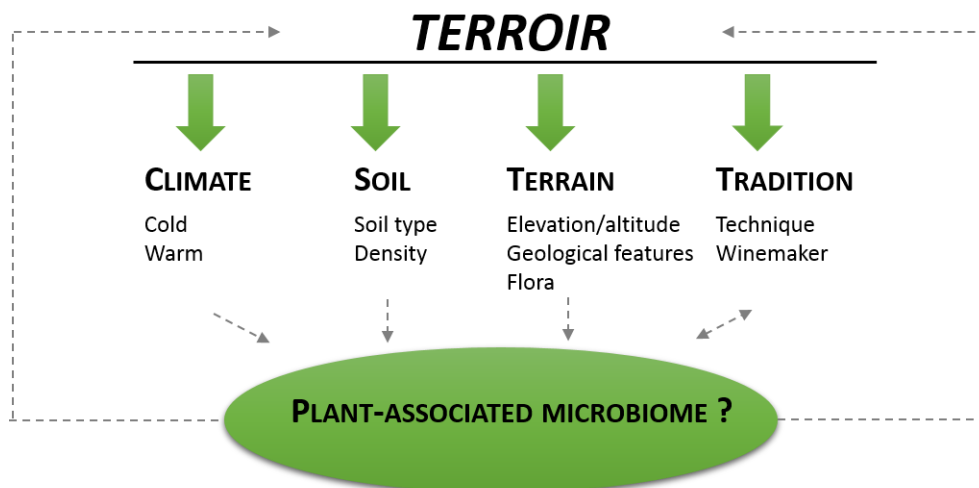 TERROIR
CLIMATE
Cold
Warm
SOIL
Soil type
Density
TERRAIN
Elevation/altitude
Geological features
Flora
TRADITION
Technique
Winemaker
PLANT-ASSOCIATED MICROBIOME ?